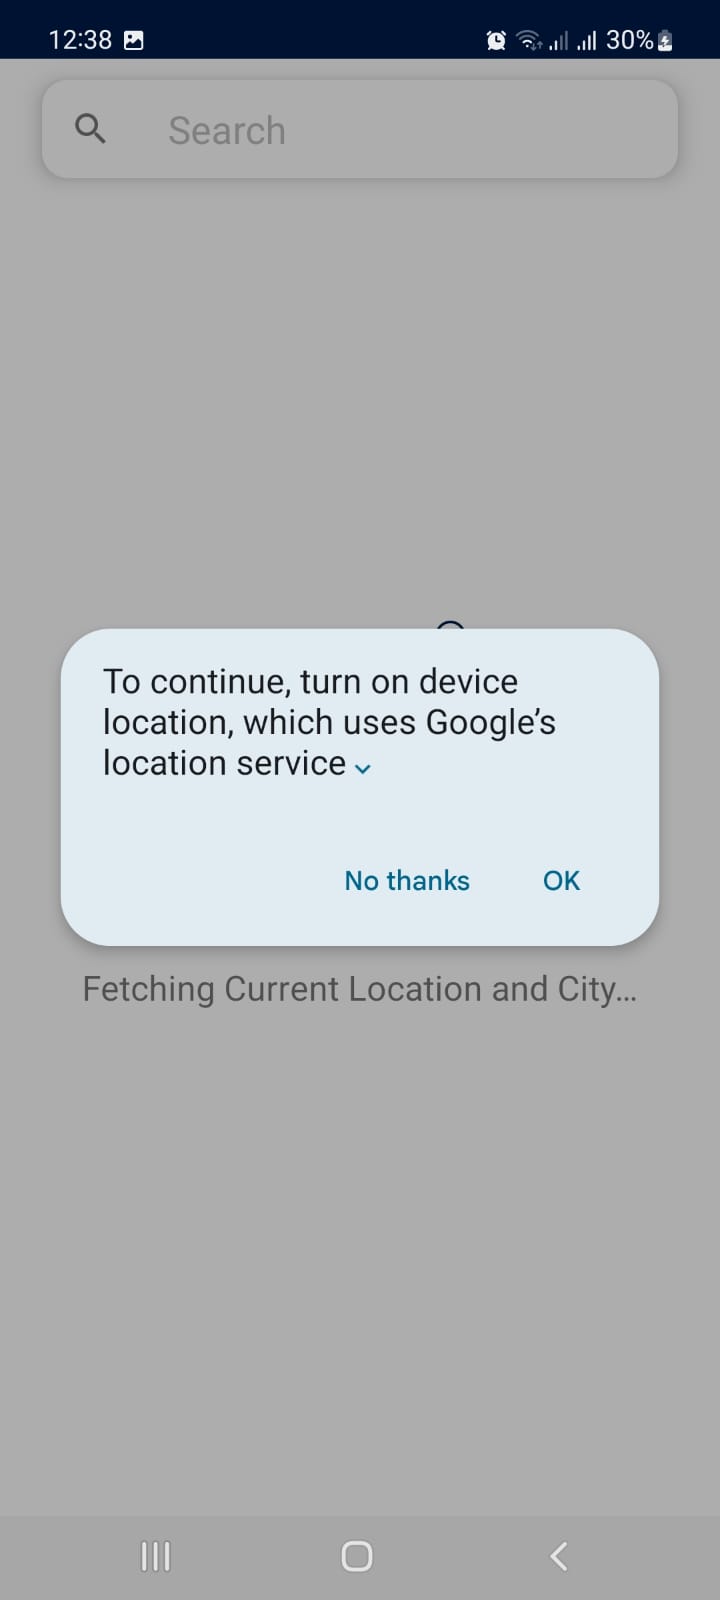 12:38
30%
Search
To continue, turn on device
location, which uses Google’s
location service
No thanks
OK
Fetching Current Location and City...